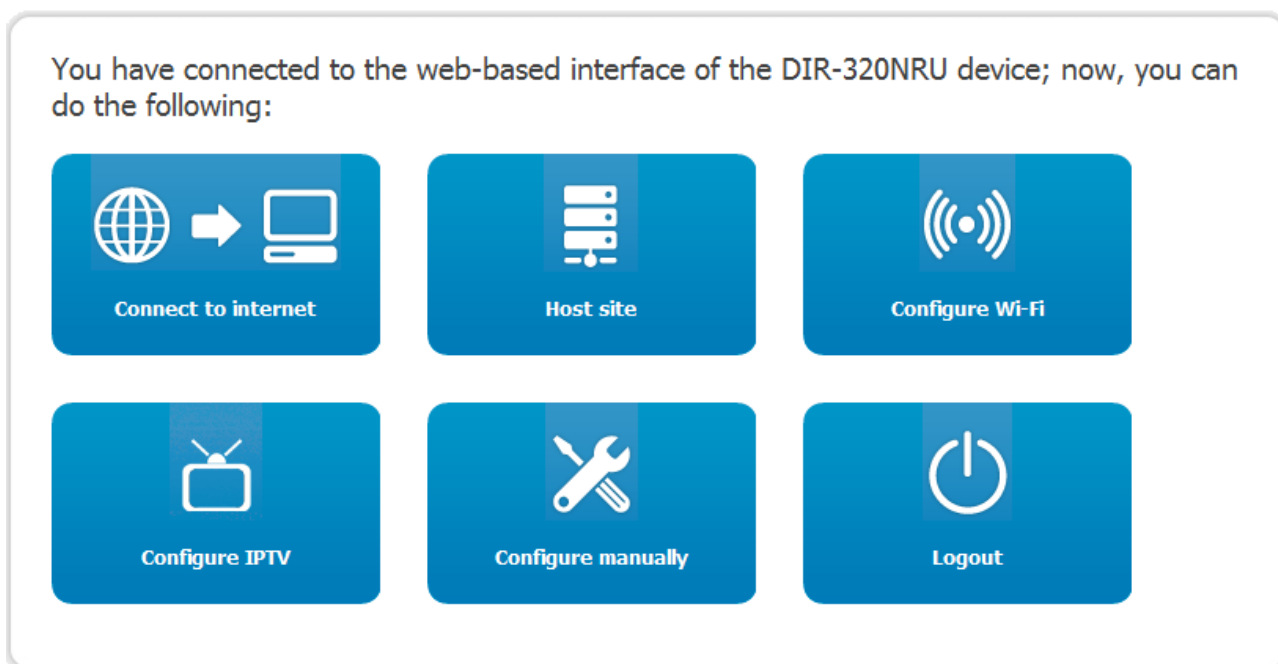 You have connected to the web-based interface of the DIR-320NRU device; now, you can
do the following:
Connect to internet
Host site
Configure Wi-Fi
Configure IPTV
Configure manually
Logout